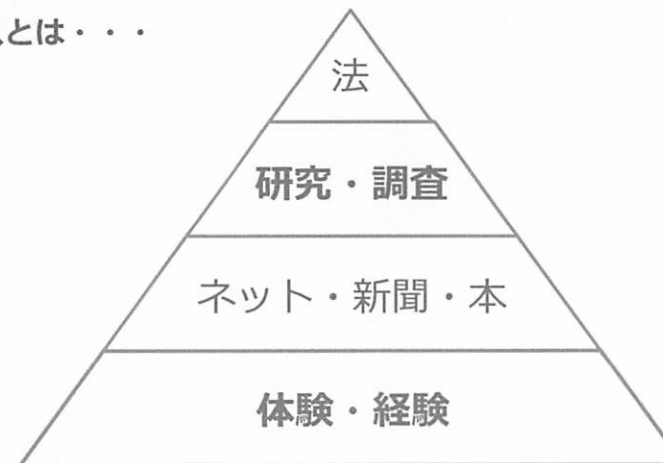 とは・・・
法
研究・調査
ネット・新聞・本
体験・経験